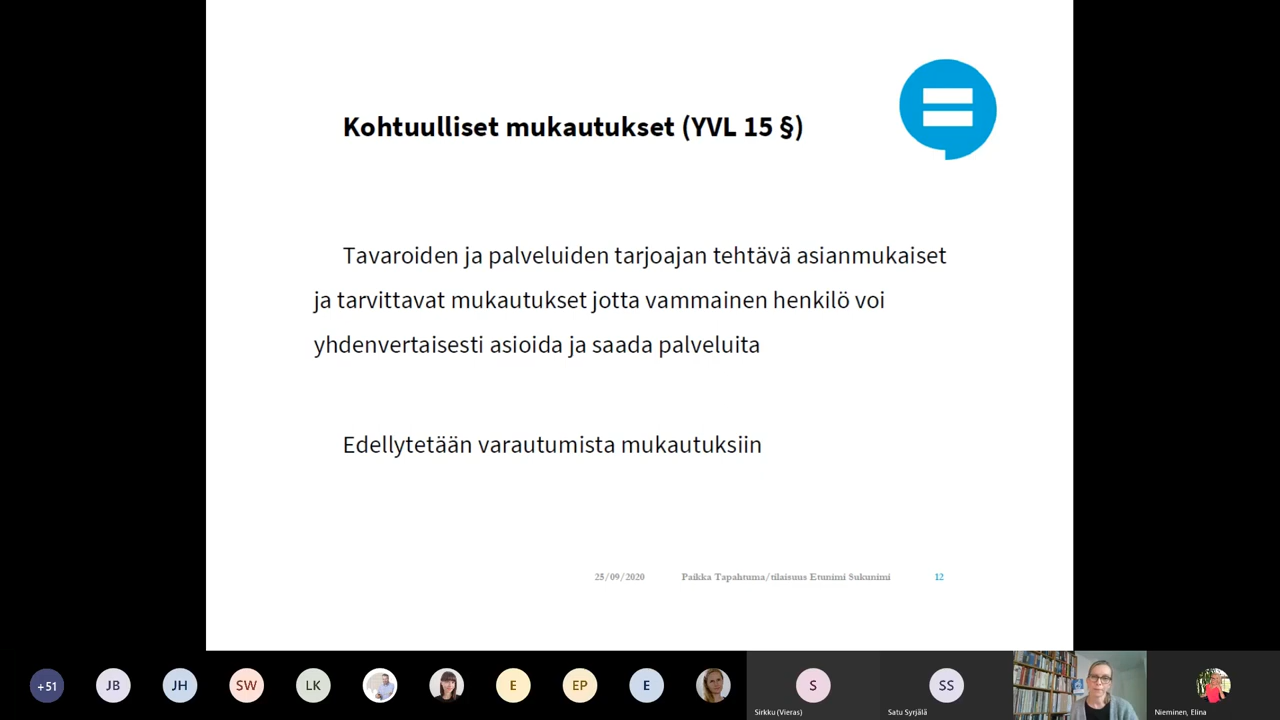 Kohtuulliset mukautukset (YVL 15 §)
Tavaroiden ja palveluiden tarjoajan tehtävä asianmukaiset
ja tarvittavat mukautukset jotta vammainen henkilö voi
yhdenvertaisesti asioida ja saada palveluita
Edellytetään varautumista mukautuksiin
25/09/2020 Paikka Tapahtuma/tilaisuus Etunimi Sukunimi 12
+51 JB JH SW LK E EP E S SS
Sirkku (Vieras) Satu Syrjälä Nieminen, Elina